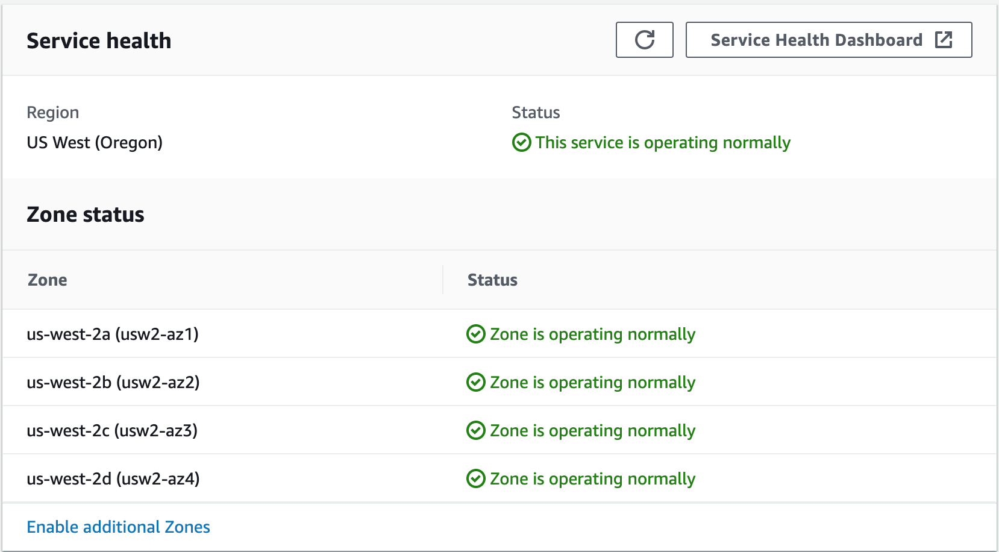 Service health
Service Health Dashboard
Region
US West (Oregon)
Status
This service is operating normally
Zone status
Zone Status
us-west-2a (usw2-az1) Zone is operating normally
us-west-2b (usw2-az2) Zone is operating normally
us-west-2c (usw2-az3) Zone is operating normally
us-west-2d (usw2-az4) Zone is operating normally
Enable additional Zones